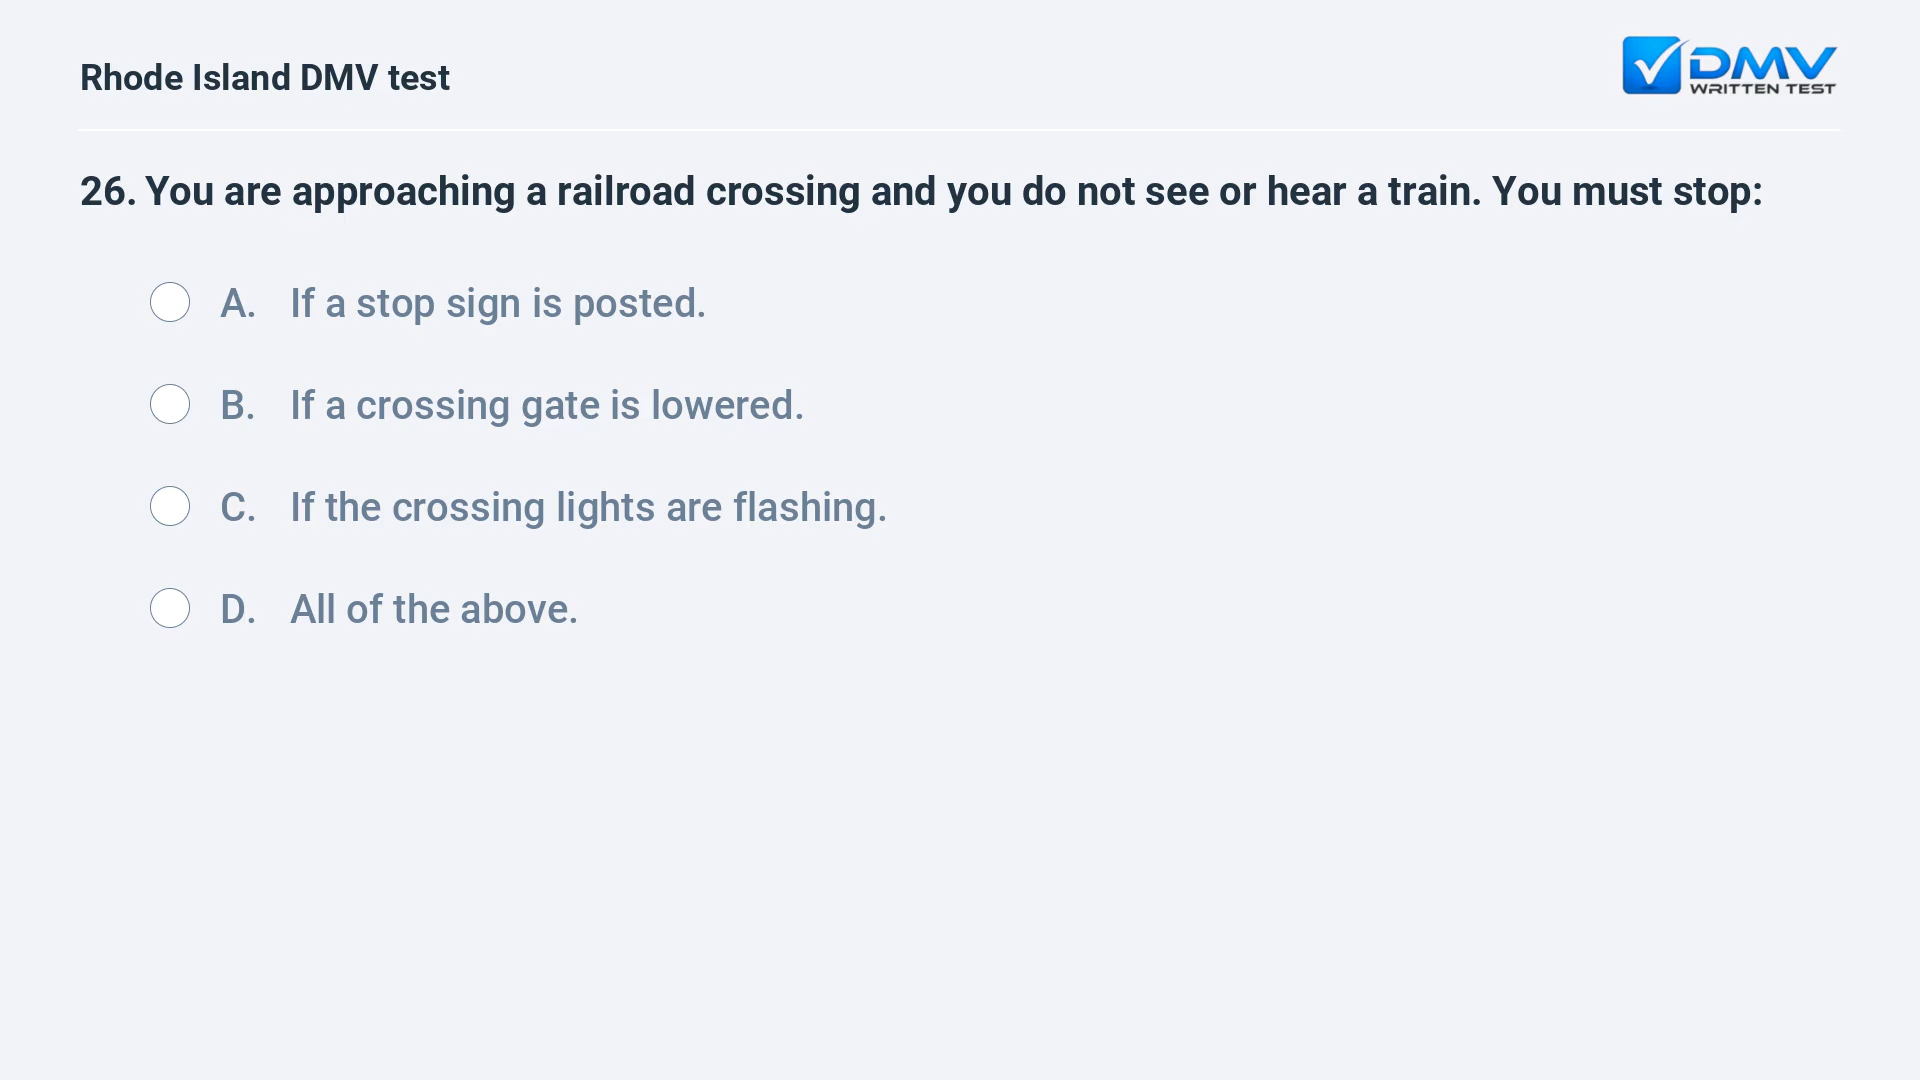 Rhode Island DMV test
DMV
WRITTEN TEST
26. You are approaching a railroad crossing and you do not see or hear a train. You must stop:
A. If a stop sign is posted.
B. If a crossing gate is lowered.
C. If the crossing lights are flashing.
D. All of the above.